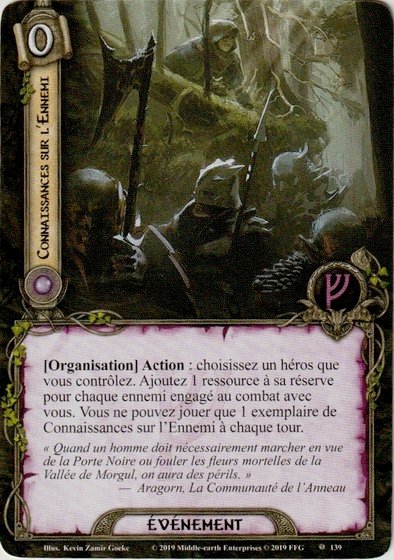 0
Connaissances sur l'Ennemi
[Organisation] Action : choisissez un héros que
vous contrôlez. Ajoutez 1 ressource à sa réserve
pour chaque ennemi engagé au combat avec
vous. Vous ne pouvez jouer que 1 exemplaire de
Connaissances sur l'Ennemi à chaque tour.
« Quand un homme doit nécessairement marcher en vue
de la Porte Noire ou fouler les fleurs mortelles de la
Vallée de Morgul, on aura des périls. »
— Aragorn, La Communauté de l'Anneau
Événement
Illus. Kevin Zamir Goeke © 2019 Middle-earth Enterprises © 2019 FFG 139